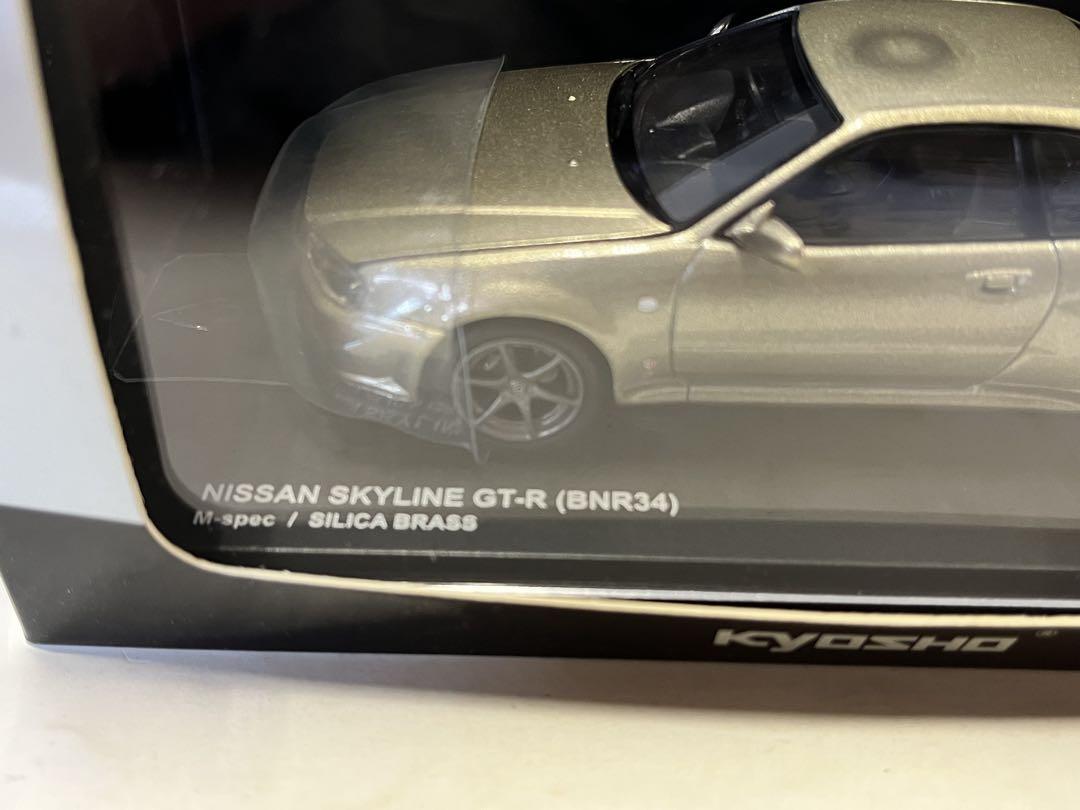 NISSAN SKYLINE GT-R (BNR34)
M-spec / SILICA BRASS
KYOSHO ®